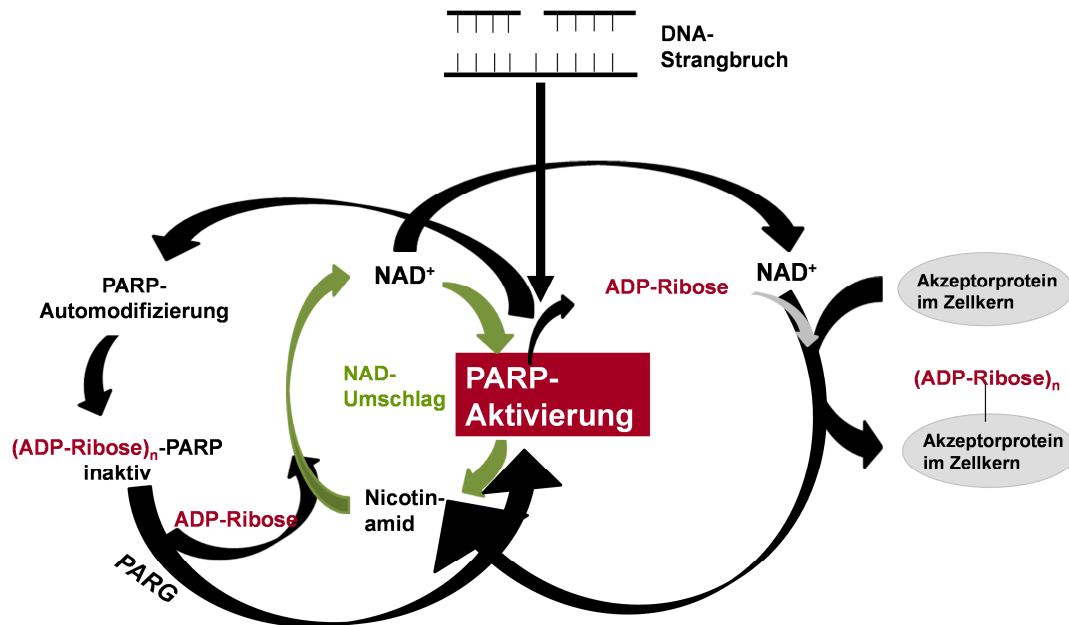 DNA-
Strangbruch
NAD⁺
NAD⁺
ADP-Ribose
Akzeptorprotein
im Zellkern
PARP-
Automodifizierung
NAD-
Umschlag
PARP-
Aktivierung
(ADP-Ribose)ₙ
Akzeptorprotein
im Zellkern
(ADP-Ribose)ₙ-PARP
inaktiv
ADP-Ribose
Nicotin-
amid
PARG